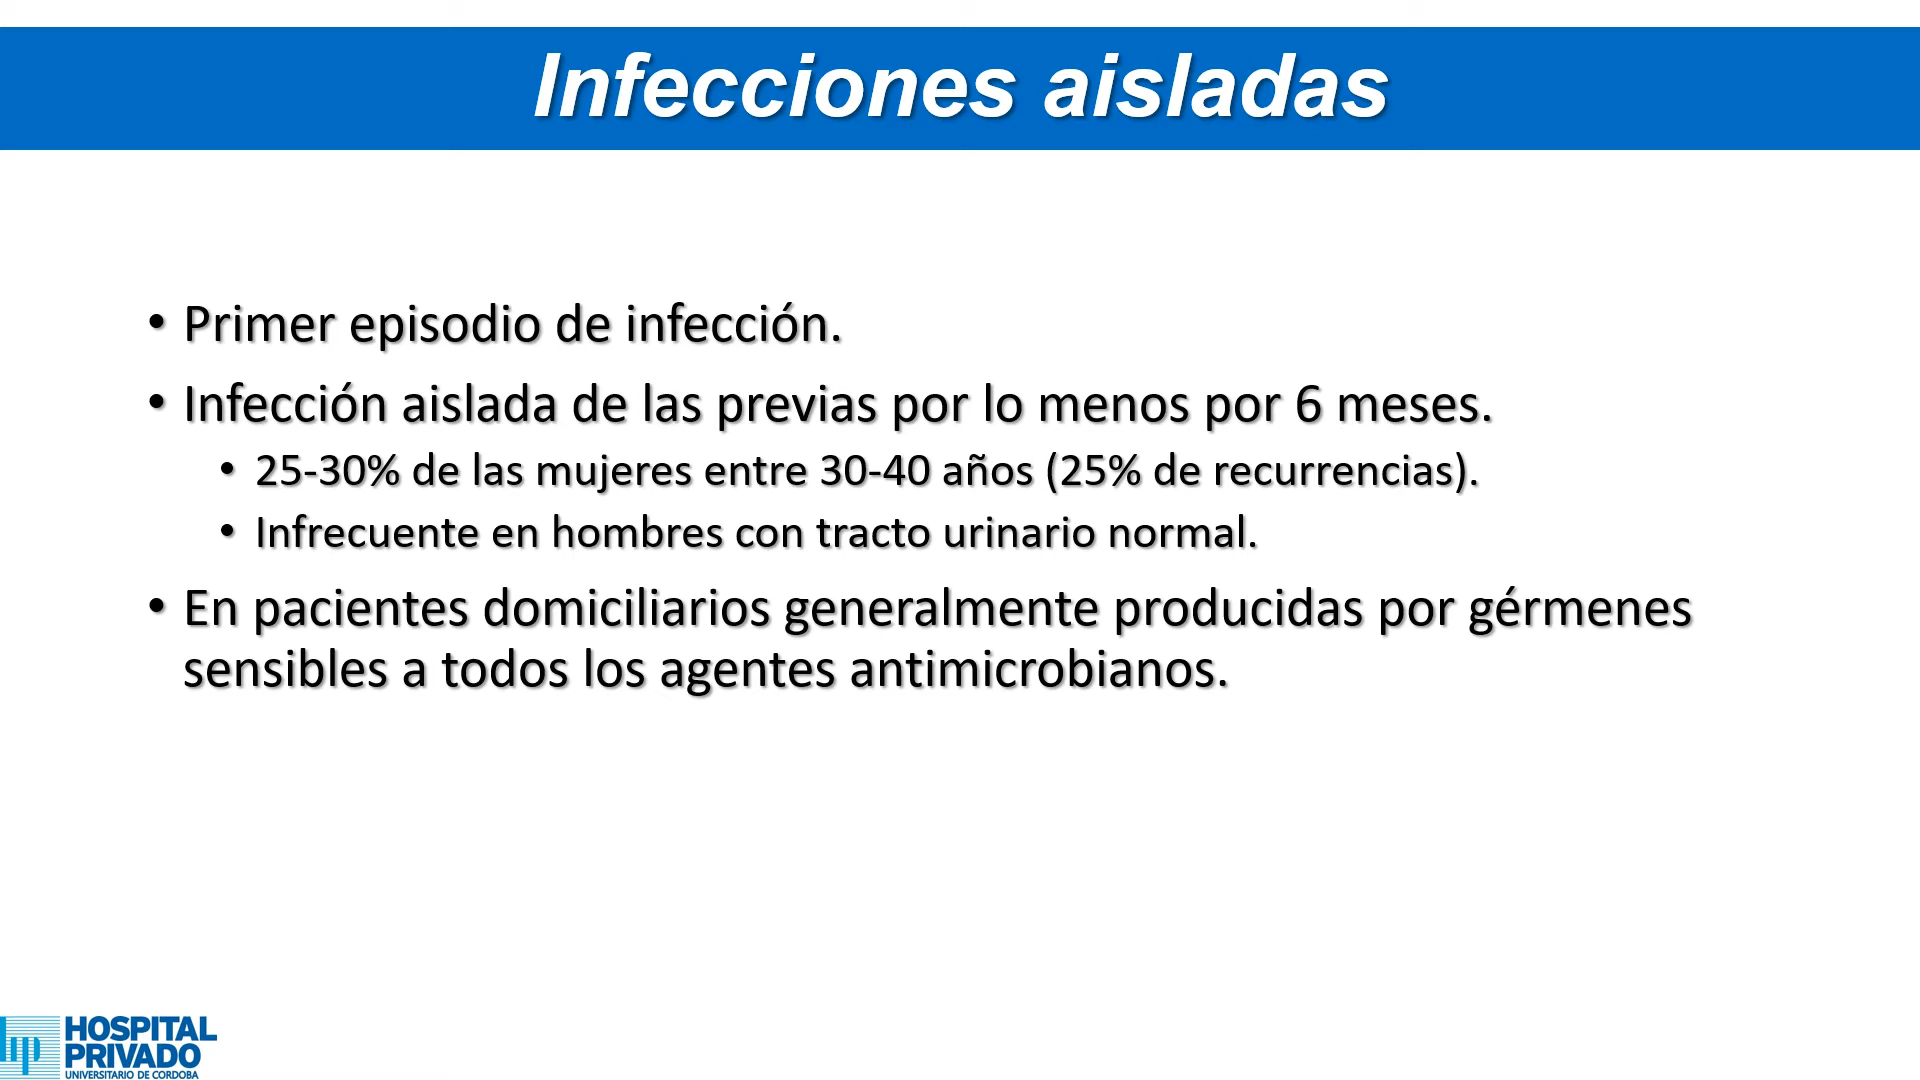 Infecciones aisladas
• Primer episodio de infección.
• Infección aislada de las previas por lo menos por 6 meses.
• 25-30% de las mujeres entre 30-40 años (25% de recurrencias).
• Infrecuente en hombres con tracto urinario normal.
• En pacientes domiciliarios generalmente producidas por gérmenes
sensibles a todos los agentes antimicrobianos.
hp
HOSPITAL
PRIVADO
UNIVERSITARIO DE CORDOBA